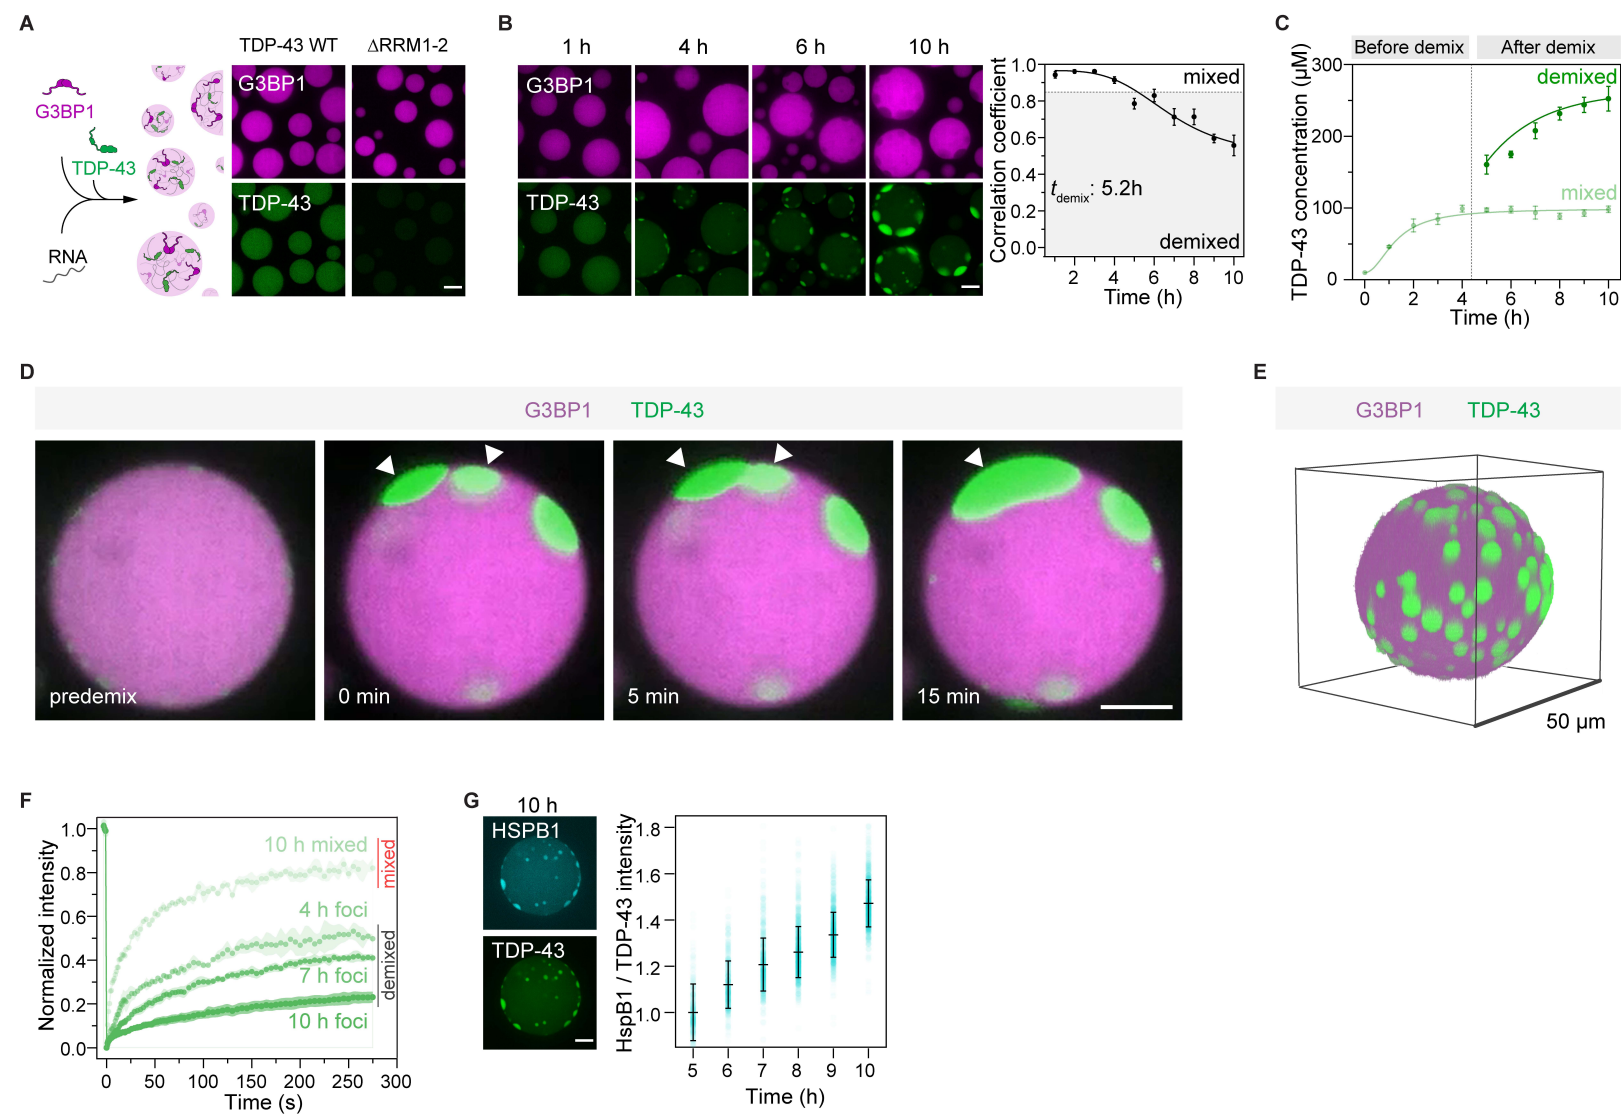 A
TDP-43 WT
ΔRRM1-2
G3BP1
TDP-43
RNA
G3BP1
TDP-43
B
1 h
4 h
6 h
10 h
G3BP1
TDP-43
Correlation coefficient
1.0
0.8
0.6
0.4
0.2
0.0
mixed
tdemix: 5.2h
demixed
2
4
6
8
10
Time (h)
C
Before demix
After demix
TDP-43 concentration (µM)
300
200
100
0
demixed
mixed
0
2
4
6
8
10
Time (h)
D
G3BP1 TDP-43
predemix
0 min
5 min
15 min
E
G3BP1 TDP-43
50 µm
F
Normalized intensity
1.0
0.8
0.6
0.4
0.2
0.0
10 h mixed
4 h foci
7 h foci
10 h foci
mixed
demixed
0
50
100
150
200
250
300
Time (s)
G
10 h
HSPB1
TDP-43
HspB1 / TDP-43 intensity
1.8
1.6
1.4
1.2
1.0
5
6
7
8
9
10
Time (h)